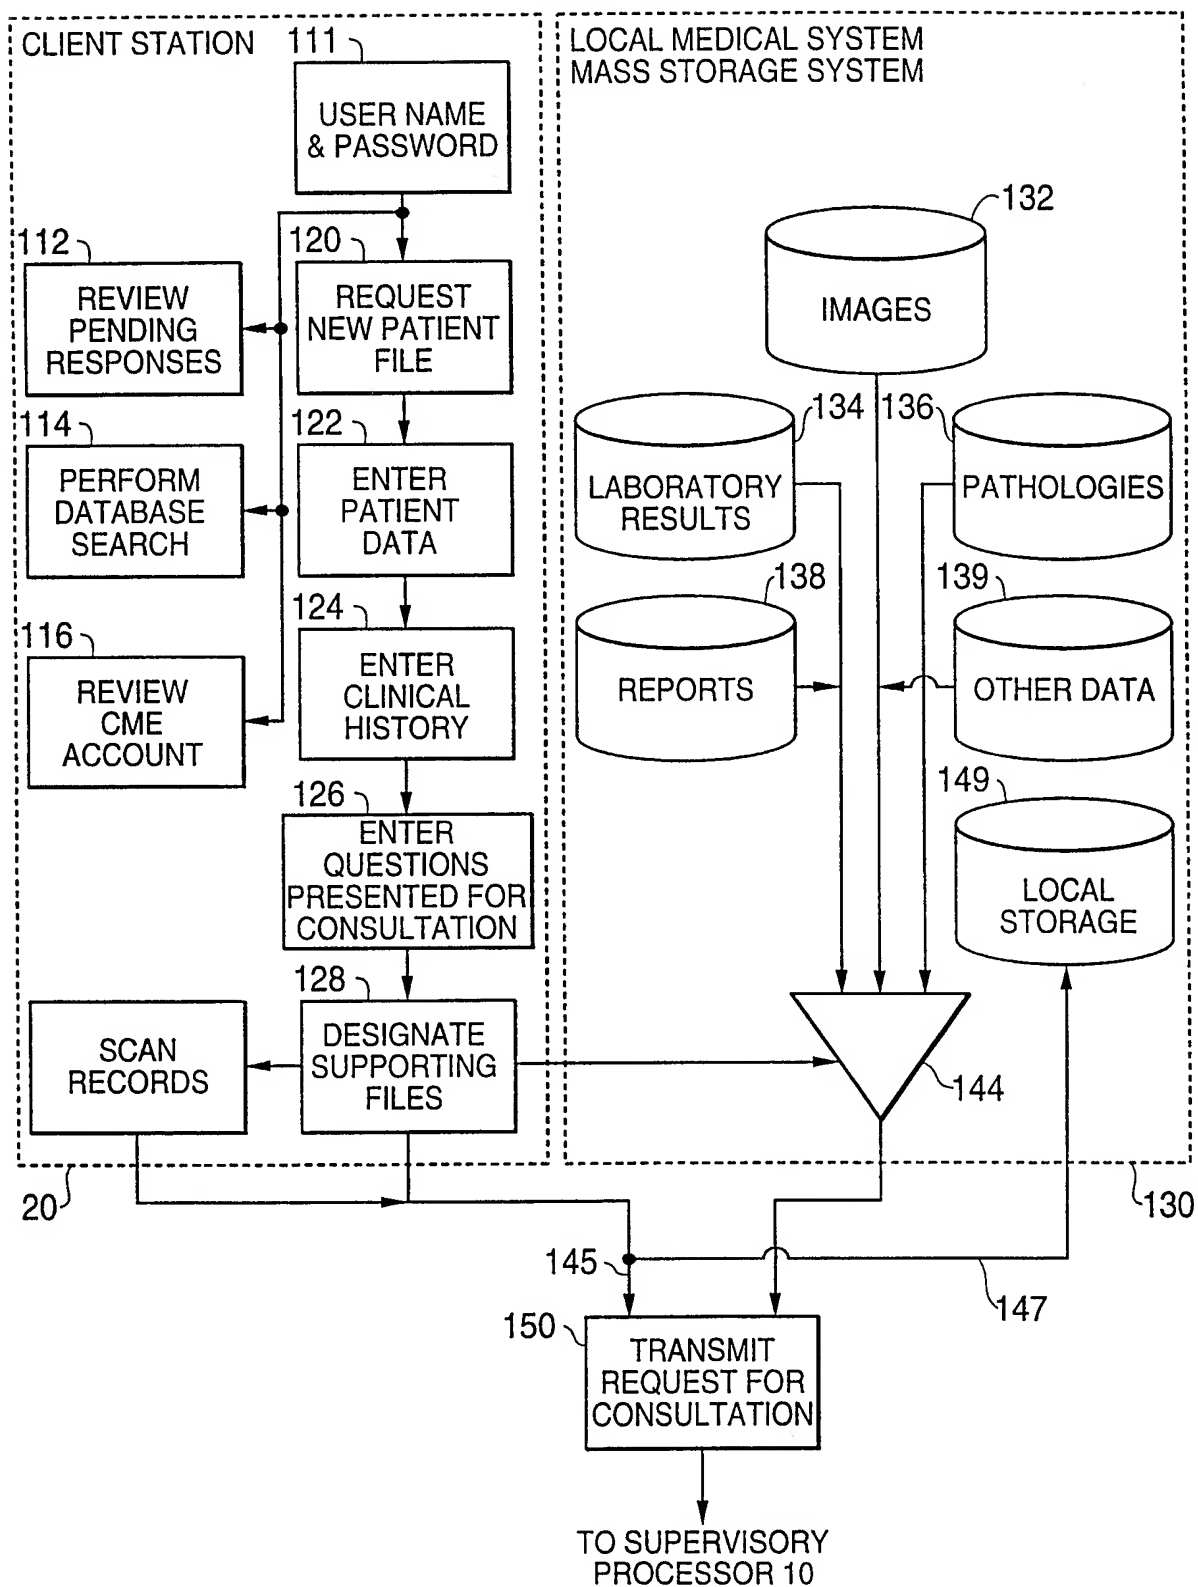 CLIENT STATION
111
USER NAME
& PASSWORD
112
REVIEW
PENDING
RESPONSES
120
REQUEST
NEW PATIENT
FILE
114
PERFORM
DATABASE
SEARCH
122
ENTER
PATIENT
DATA
116
REVIEW
CME
ACCOUNT
124
ENTER
CLINICAL
HISTORY
126
ENTER
QUESTIONS
PRESENTED FOR
CONSULTATION
128
DESIGNATE
SUPPORTING
FILES
SCAN
RECORDS
20
LOCAL MEDICAL SYSTEM
MASS STORAGE SYSTEM
132
IMAGES
134
LABORATORY
RESULTS
136
PATHOLOGIES
138
REPORTS
139
OTHER DATA
149
LOCAL
STORAGE
144
130
145
147
150
TRANSMIT
REQUEST FOR
CONSULTATION
TO SUPERVISORY
PROCESSOR 10